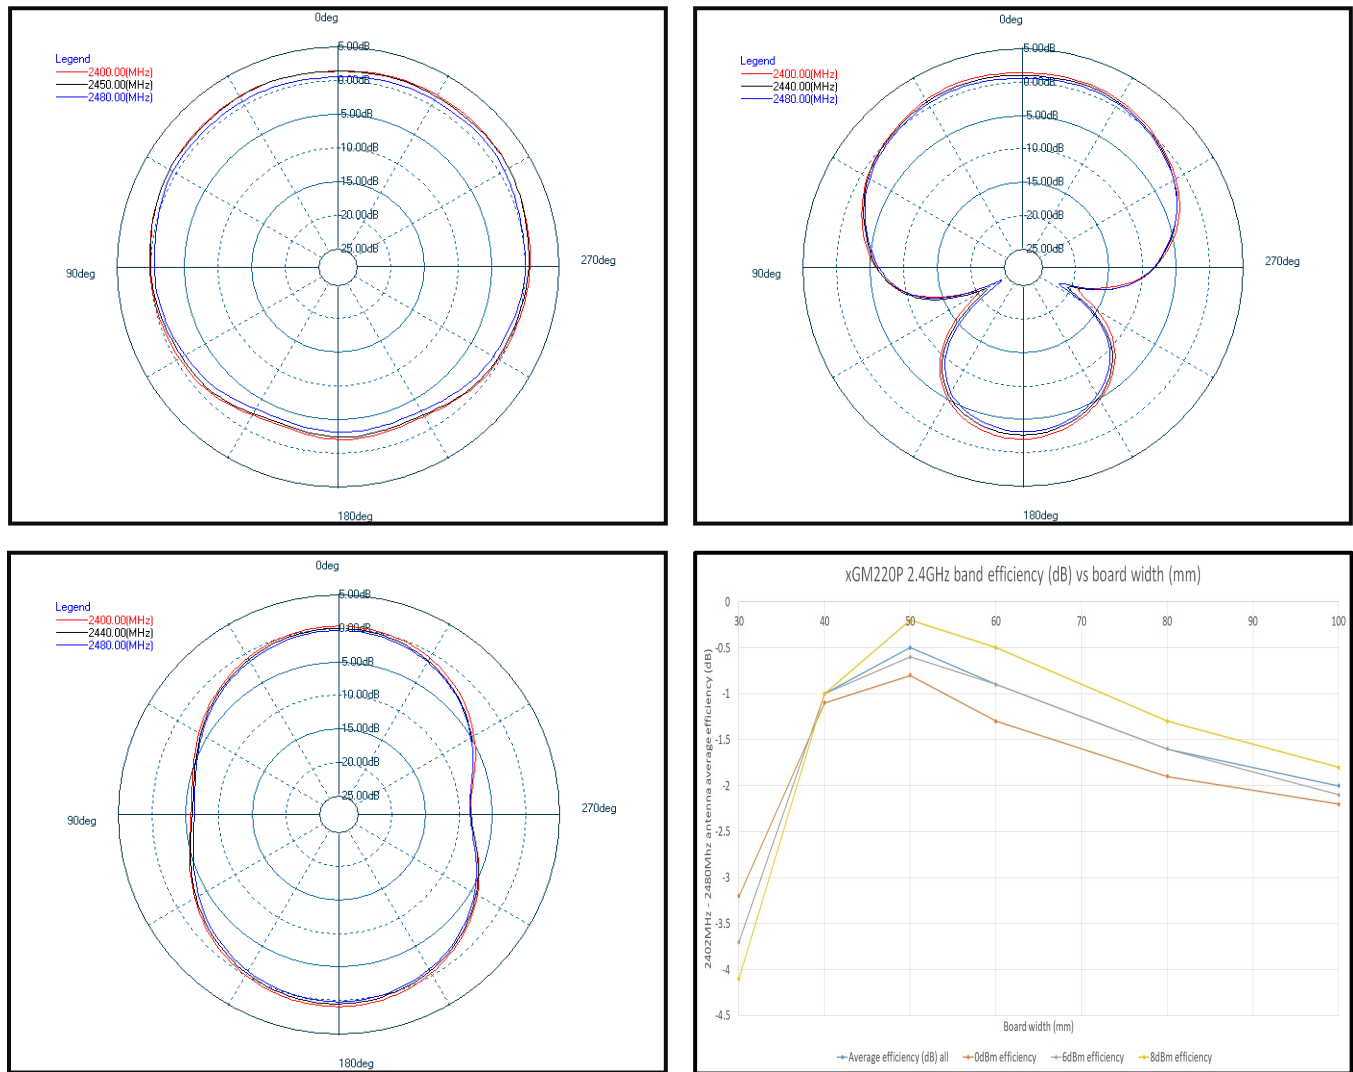 0deg
Legend
2400.00(MHz)
2450.00(MHz)
2480.00(MHz)
5.00dB
0.00dB
5.00dB
10.00dB
15.00dB
20.00dB
25.00dB
90deg
270deg
180deg
0deg
Legend
2400.00(MHz)
2440.00(MHz)
2480.00(MHz)
5.00dB
0.00dB
5.00dB
10.00dB
15.00dB
20.00dB
25.00dB
90deg
270deg
180deg
0deg
Legend
2400.00(MHz)
2440.00(MHz)
2480.00(MHz)
5.00dB
0.00dB
5.00dB
10.00dB
15.00dB
20.00dB
25.00dB
90deg
270deg
180deg
xGM220P 2.4GHz band efficiency (dB) vs board width (mm)
0
30 40 50 60 70 80 90 100
-0.5
-1
-1.5
-2
-2.5
-3
-3.5
-4
-4.5
2402MHz - 2480Mhz antenna average efficiency (dB)
Board width (mm)
Average efficiency (dB) all 0dBm efficiency 6dBm efficiency 8dBm efficiency